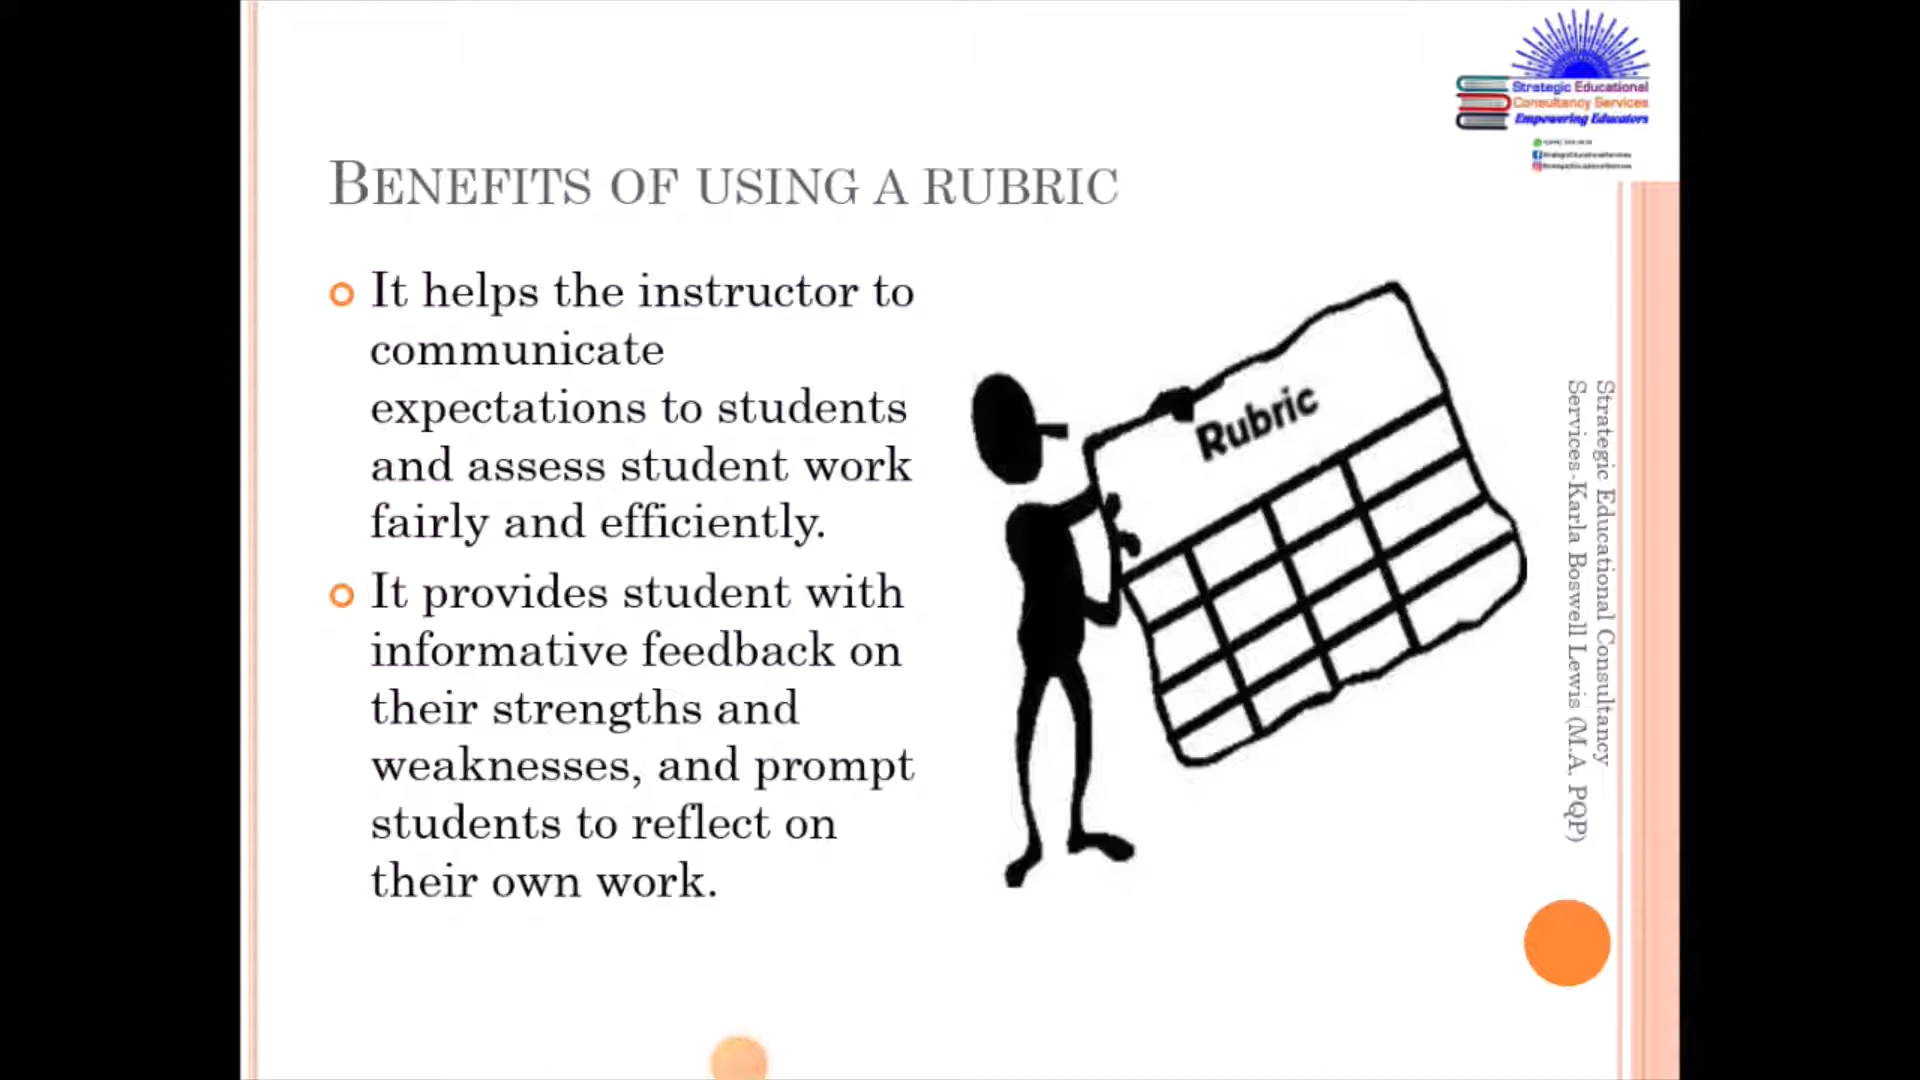 Strategic Educational
Consultancy Services
Empowering Educators
BENEFITS OF USING A RUBRIC
It helps the instructor to
communicate
expectations to students
and assess student work
fairly and efficiently.
It provides student with
informative feedback on
their strengths and
weaknesses, and prompt
students to reflect on
their own work.
Rubric
Strategic Educational Consultancy
Services-Karla Boswell Lewis (M.A. PQP)